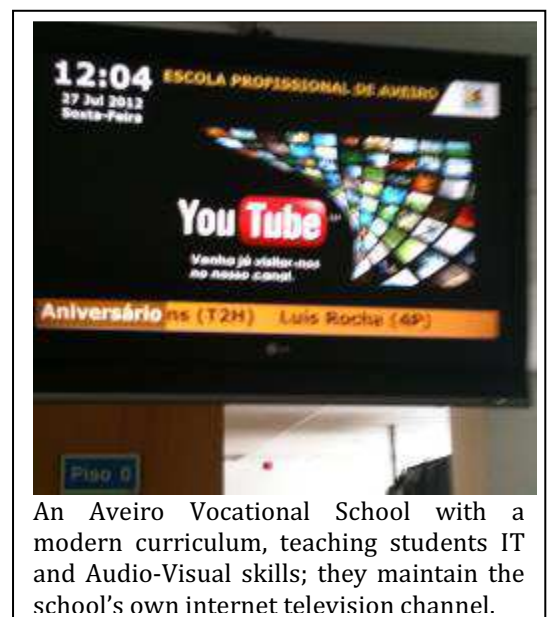 12:04
ESCOLA PROFISSIONAL DE AVEIRO
27 Jul 2012
Sexta-Feira
YouTube
Venha já visitar-nos
no nosso canal.
Aniversário ns (T2H) Luis Rocha (4P)
LG
Piso 0
An Aveiro Vocational School with a
modern curriculum, teaching students IT
and Audio-Visual skills; they maintain the
school's own internet television channel.